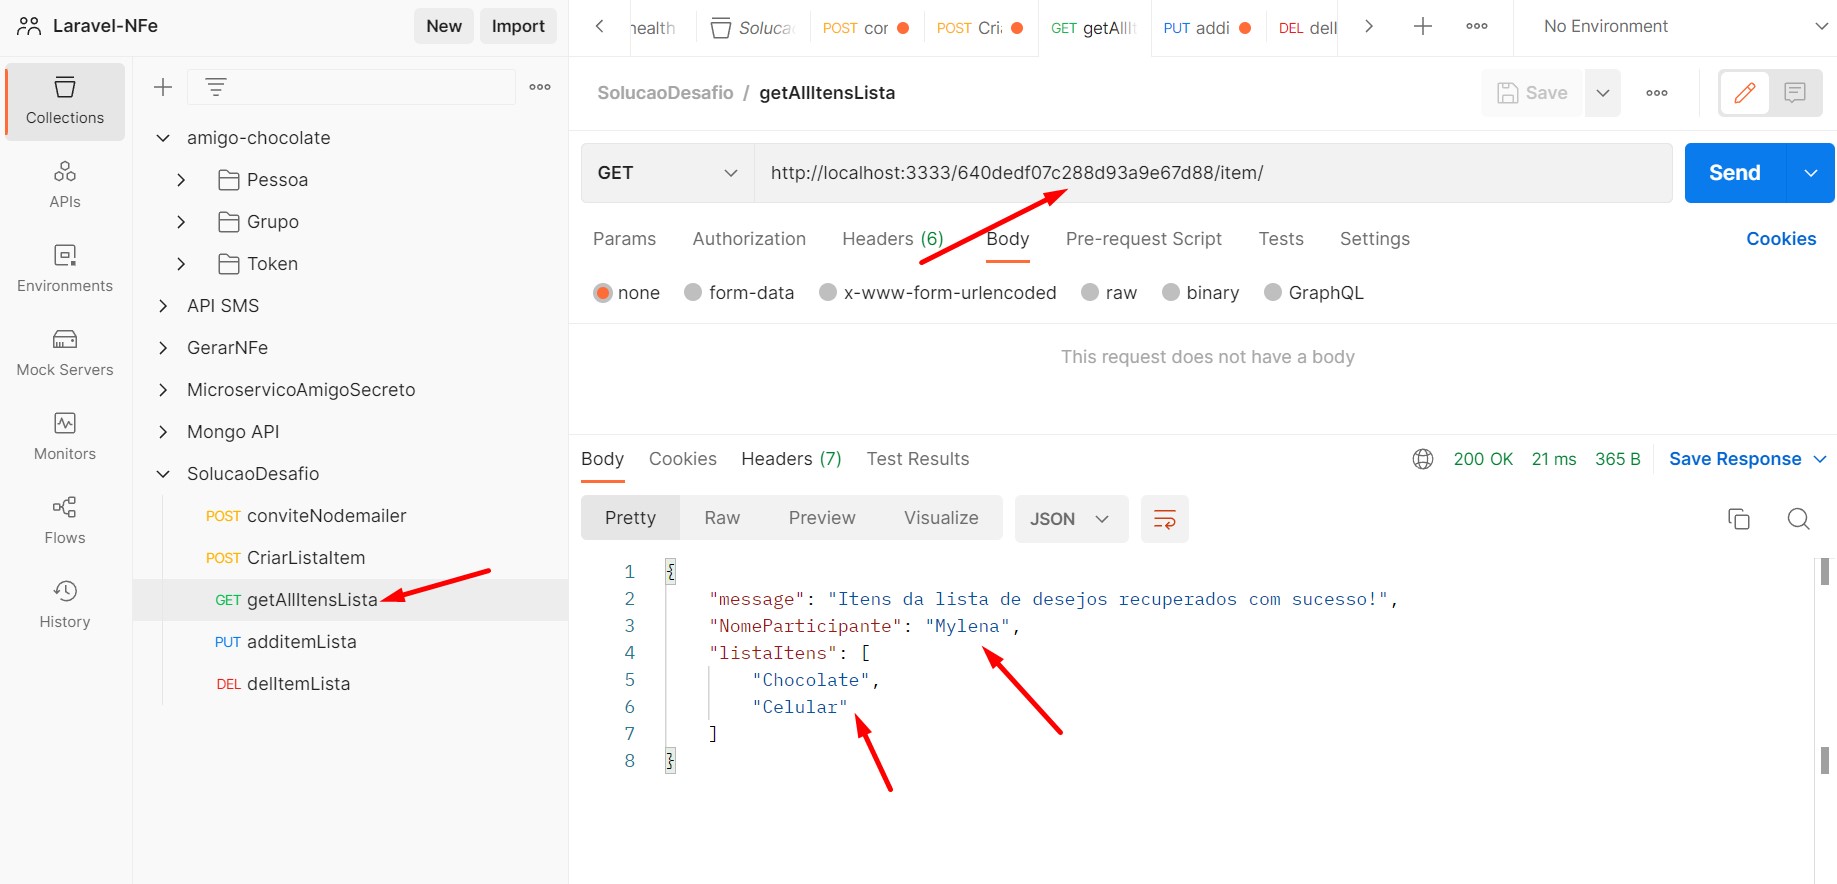 Laravel-NFe
New
Import
health
Soluca
POST cor
POST Cri
GET getAllIt
PUT addi
DEL dell
No Environment
Collections
APIs
Environments
Mock Servers
Monitors
Flows
History
amigo-chocolate
Pessoa
Grupo
Token
API SMS
GerarNFe
MicroservicoAmigoSecreto
Mongo API
SolucaoDesafio
POST conviteNodemailer
POST CriarListaItem
GET getAllItensLista
PUT additemLista
DEL delItemLista
SolucaoDesafio / getAllItensLista
Save
GET
http://localhost:3333/640dedf07c288d93a9e67d88/item/
Send
Params Authorization Headers (6) Body Pre-request Script Tests Settings
Cookies
none form-data x-www-form-urlencoded raw binary GraphQL
This request does not have a body
Body Cookies Headers (7) Test Results
200 OK 21 ms 365 B
Save Response
Pretty Raw Preview Visualize
JSON
1 {
2 "message": "Itens da lista de desejos recuperados com sucesso!",
3 "NomeParticipante": "Mylena",
4 "listaItens": [
5 "Chocolate",
6 "Celular"
7 ]
8 }